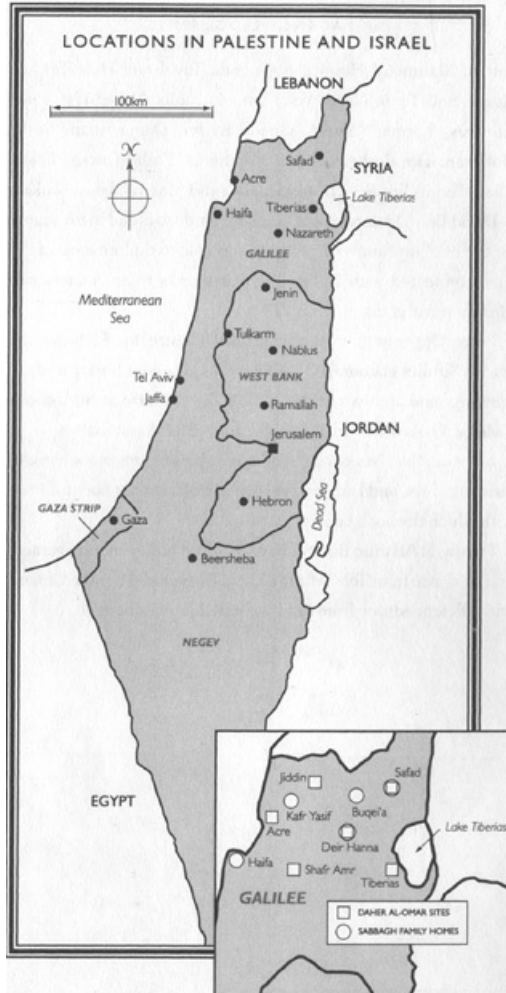 LOCATIONS IN PALESTINE AND ISRAEL
LEBANON
100km
N
Safad
SYRIA
Acre
Lake Tiberias
Haifa
Tiberias
Nazareth
GALILEE
Mediterranean
Sea
Jenin
Tulkarm
Nablus
Tel Aviv
WEST BANK
Jaffa
Ramallah
Jerusalem
JORDAN
GAZA STRIP
Hebron
Dead Sea
Gaza
Beersheba
NEGEY
EGYPT
Jiddin
Safad
Kafr Yasif
Buqei'a
Acre
Deir Hanna
Lake Tiberias
Haifa
Shafr Amr
Tiberias
GALILEE
DAHER AL-OMAR SITES
SABBAGH FAMILY HOMES